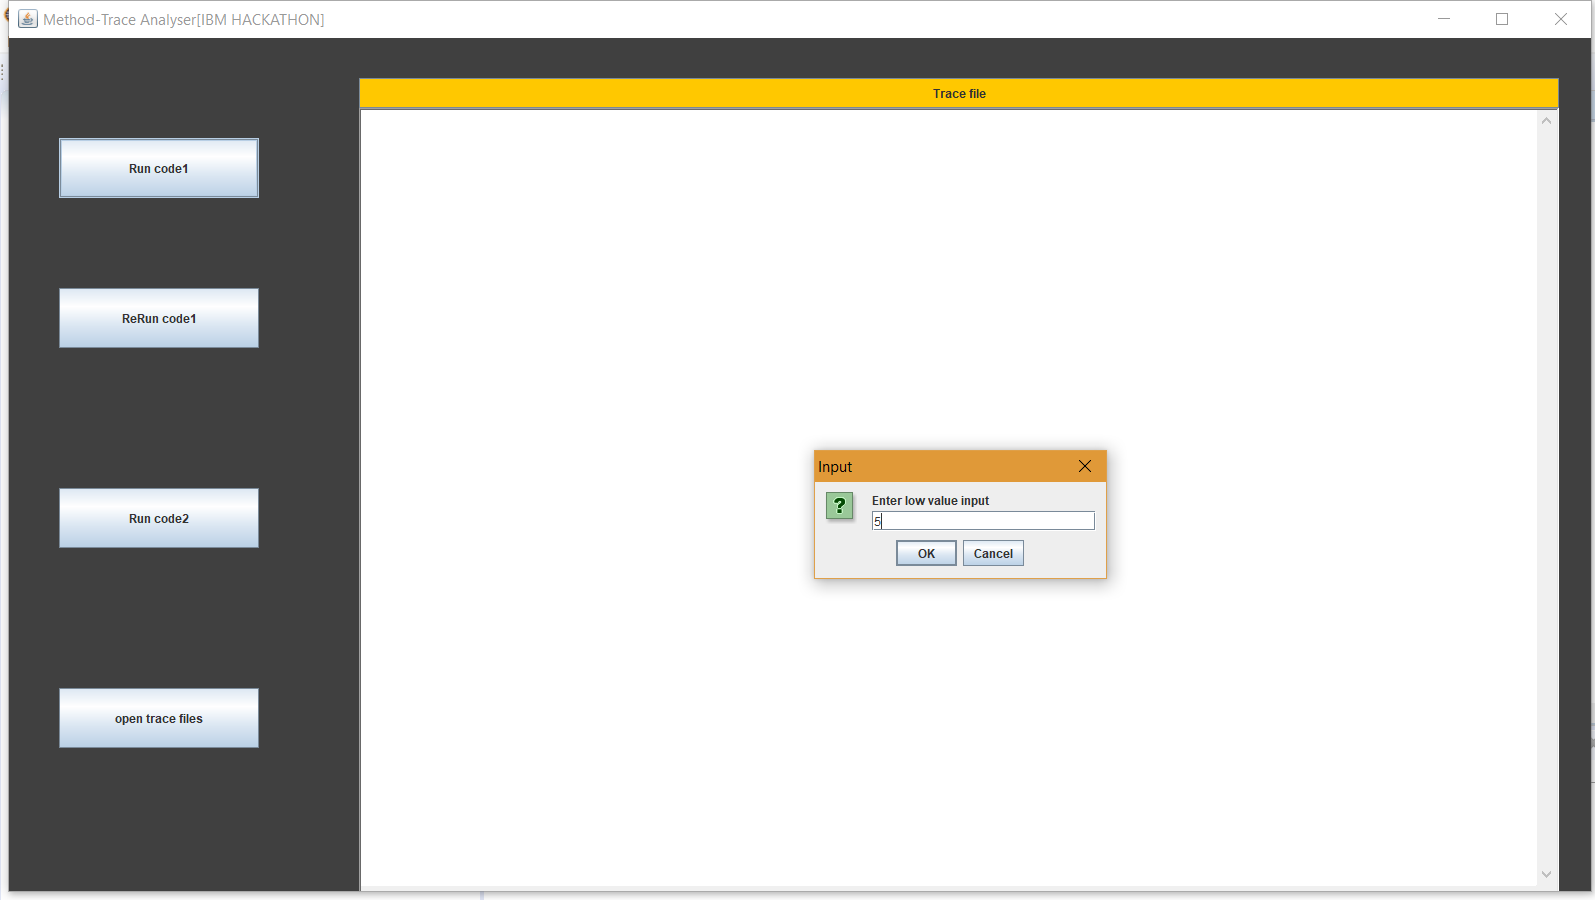 Method-Trace Analyser[IBM HACKATHON]
Trace file
Run code1
ReRun code1
Input
?
Enter low value input
5
OK
Cancel
Run code2
open trace files